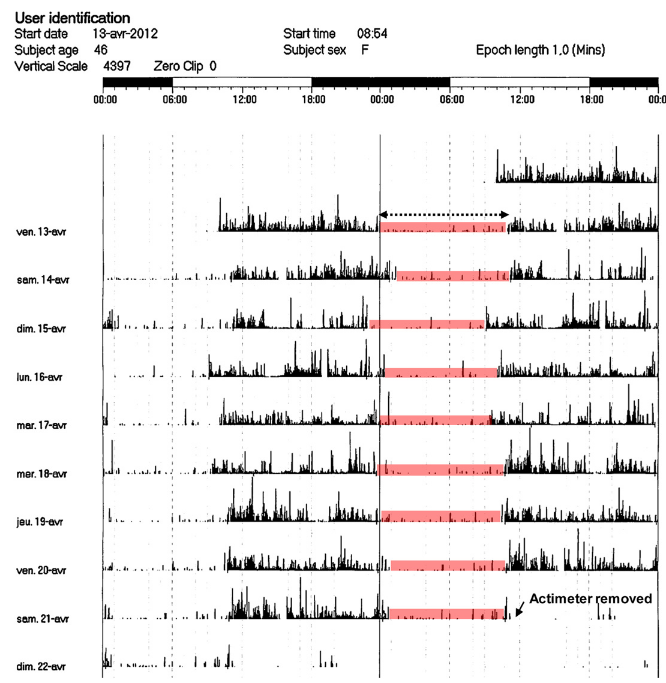 User identification
Start date 13-avr-2012 Start time 08:54
Subject age 46 Subject sex F Epoch length 1,0 (Mins)
Vertical Scale 4397 Zero Clip 0
00:00 06:00 12:00 18:00 00:00 06:00 12:00 18:00 00:0
ven. 13-avr
sam. 14-avr
dim. 15-avr
lun. 16-avr
mar. 17-avr
mer. 18-avr
jeu. 19-avr
ven. 20-avr
Actimeter removed
sam. 21-avr
dim. 22-avr